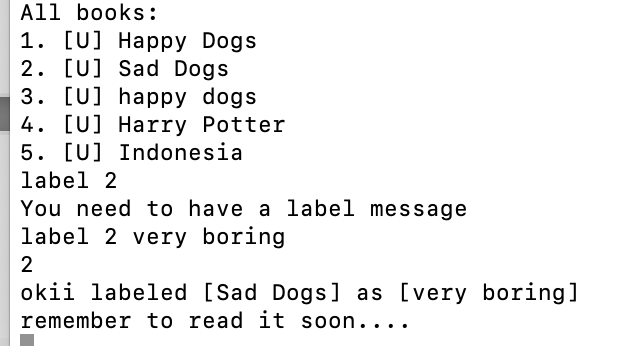 All books:
1. [U] Happy Dogs
2. [U] Sad Dogs
3. [U] happy dogs
4. [U] Harry Potter
5. [U] Indonesia
label 2
You need to have a label message
label 2 very boring
2
okii labeled [Sad Dogs] as [very boring]
remember to read it soon....